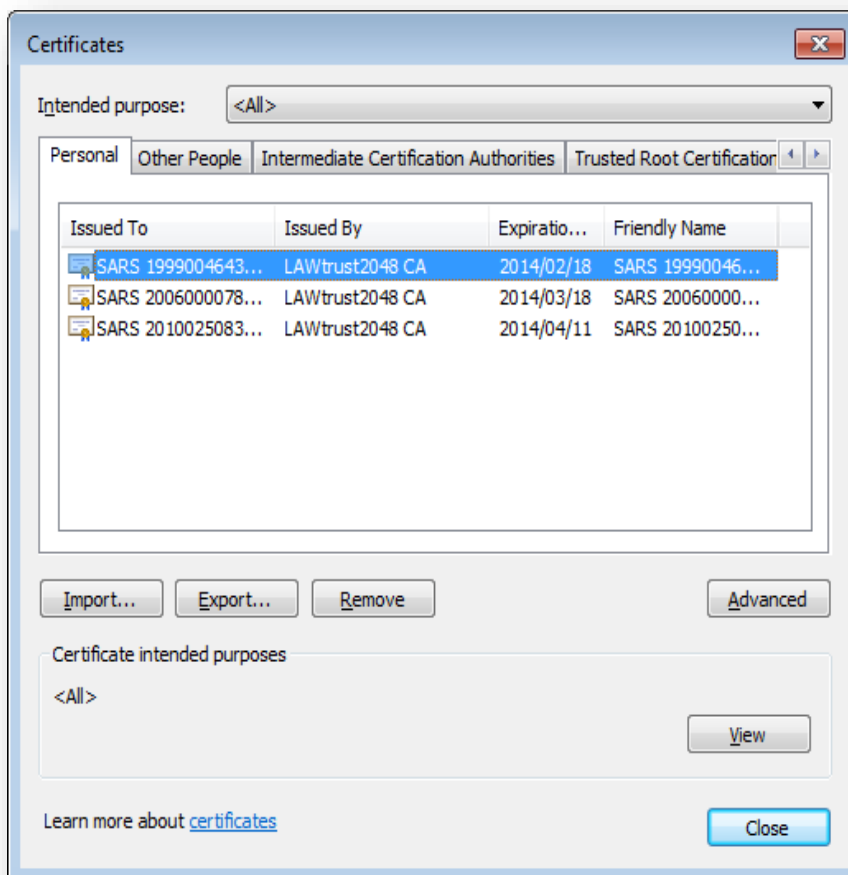 Certificates
Intended purpose: <All>
Personal Other People Intermediate Certification Authorities Trusted Root Certification
Issued To Issued By Expiratio... Friendly Name
SARS 1999004643... LAWtrust2048 CA 2014/02/18 SARS 19990046...
SARS 2006000078... LAWtrust2048 CA 2014/03/18 SARS 20060000...
SARS 2010025083... LAWtrust2048 CA 2014/04/11 SARS 20100250...
Import... Export... Remove Advanced
Certificate intended purposes
<All>
View
Learn more about certificates
Close